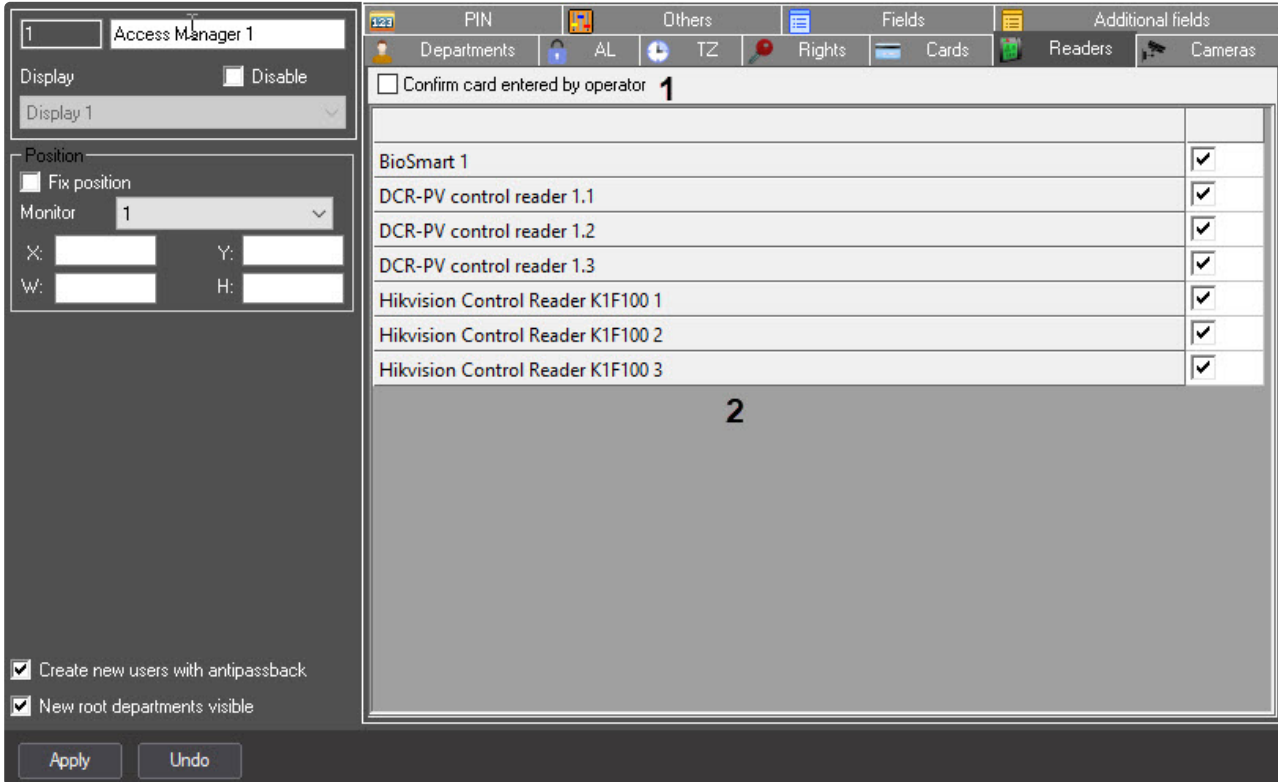 1
Access Manager 1
Display
Disable
Display 1
Position
Fix position
Monitor
1
X:
Y:
W:
H:
Create new users with antipassback
New root departments visible
Apply
Undo
123
PIN
Others
Fields
Additional fields
Departments
AL
TZ
Rights
Cards
Readers
Cameras
Confirm card entered by operator 1
BioSmart 1
DCR-PV control reader 1.1
DCR-PV control reader 1.2
DCR-PV control reader 1.3
Hikvision Control Reader K1F100 1
Hikvision Control Reader K1F100 2
Hikvision Control Reader K1F100 3
2